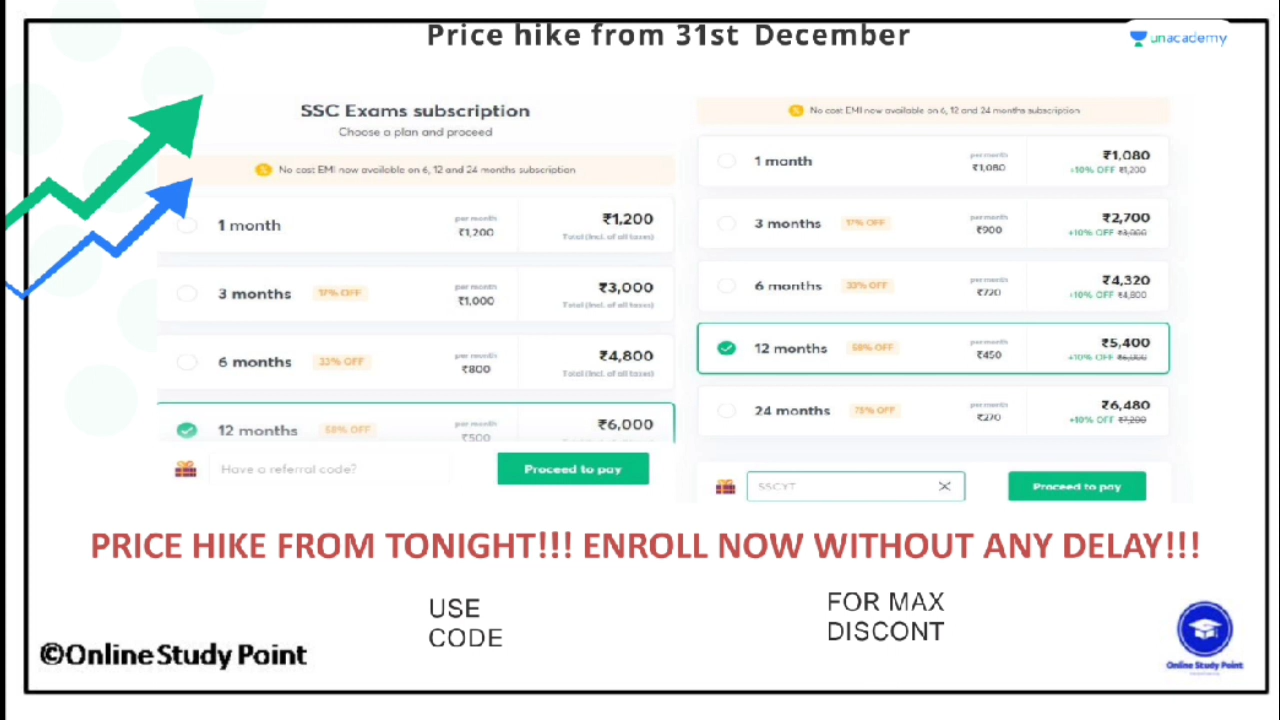 Price hike from 31st December
unacademy
SSC Exams subscription
Choose a plan and proceed
No cost EMI now available on 6, 12 and 24 months subscription
1 month
per month
₹1,200
₹1,200
Total (Incl. of all taxes)
3 months
17% OFF
₹1,000
₹3,000
Total (Incl. of all taxes)
6 months
33% OFF
per month
₹800
₹4,800
Total (Incl. of all taxes)
12 months
58% OFF
per month
₹500
₹6,000
Have a referral code?
Proceed to pay
No cost EMI now available on 6, 12 and 24 months subscription
1 month
per month
₹1,080
₹1,080
+10% OFF ₹1,200
3 months
17% OFF
per month
₹900
₹2,700
+10% OFF ₹3,000
6 months
33% OFF
per month
₹720
₹4,320
+10% OFF ₹4,800
12 months
58% OFF
per month
₹450
₹5,400
+10% OFF ₹6,000
24 months
75% OFF
per month
₹270
₹6,480
+10% OFF ₹7,200
SSCYT
Proceed to pay
PRICE HIKE FROM TONIGHT!!! ENROLL NOW WITHOUT ANY DELAY!!!
USE
CODE
FOR MAX
DISCONT
©Online Study Point
Online Study Point